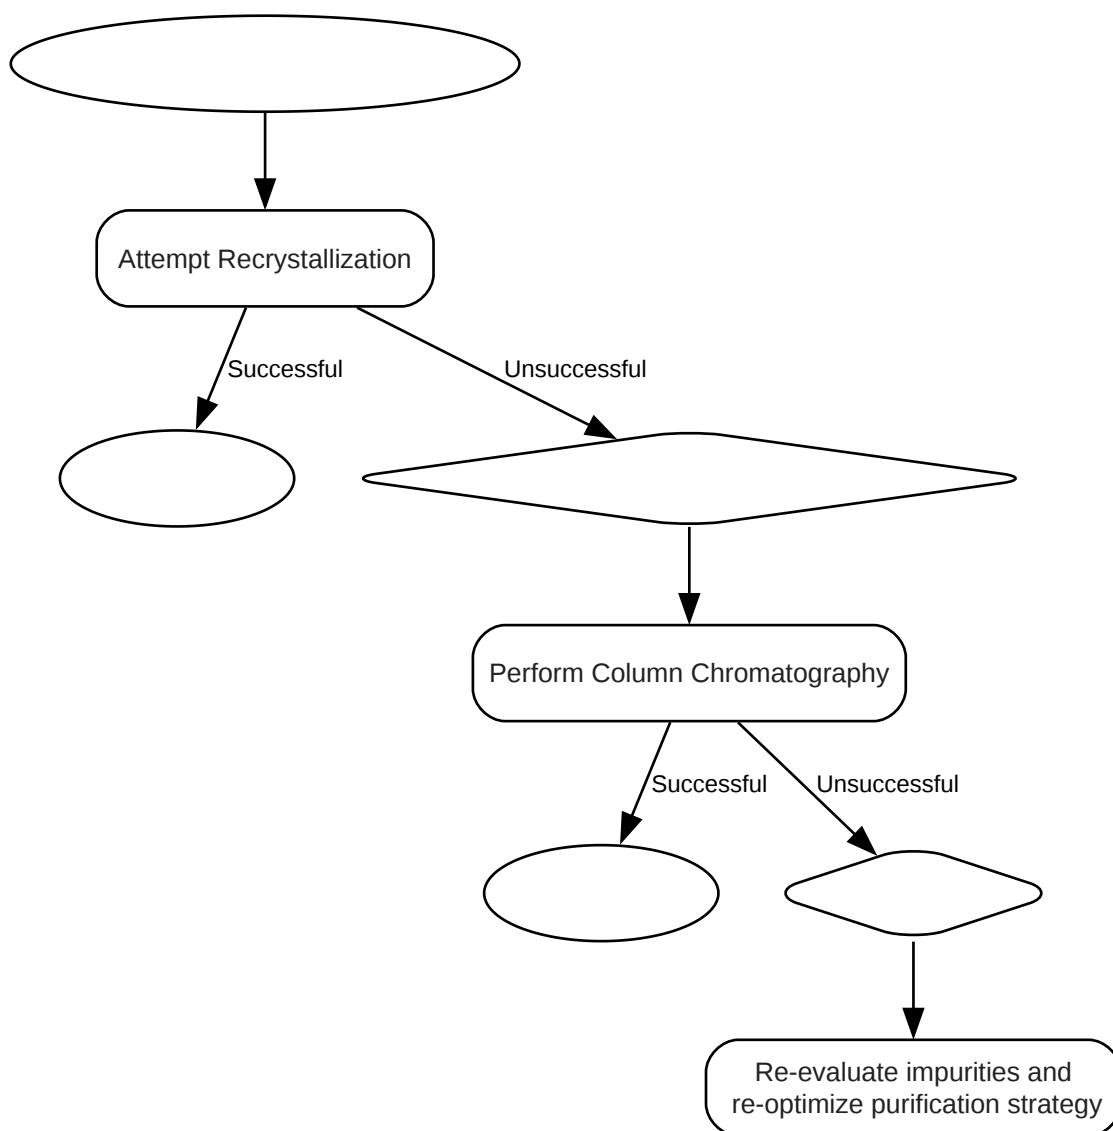 Attempt Recrystallization
Successful
Unsuccessful
Perform Column Chromatography
Successful
Unsuccessful
Re-evaluate impurities and
re-optimize purification strategy